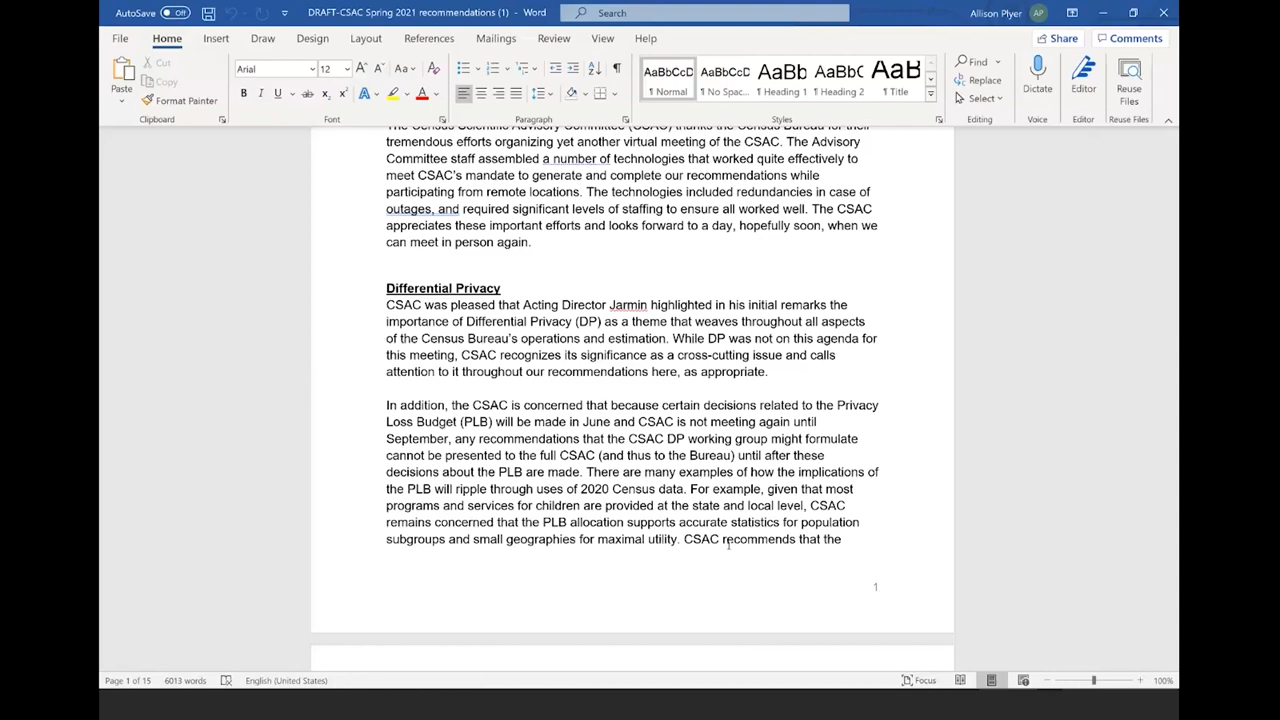 AutoSave Off DRAFT-CSAC Spring 2021 recommendations (1) - Word Search Allison Plyer AP
File Home Insert Draw Design Layout References Mailings Review View Help Share Comments
Paste Cut Copy Format Painter
Arial 12
AaBbCcD AaBbCcD AaBb AaBbC AaB
Normal No Spac... Heading 1 Heading 2 Title
Find Replace Select
Dictate Editor Reuse Files
Clipboard Font Paragraph Styles Editing Voice Editor Reuse Files
The Census Scientific Advisory Committee (CSAC) thanks the Census Bureau for their
tremendous efforts organizing yet another virtual meeting of the CSAC. The Advisory
Committee staff assembled a number of technologies that worked quite effectively to
meet CSAC's mandate to generate and complete our recommendations while
participating from remote locations. The technologies included redundancies in case of
outages, and required significant levels of staffing to ensure all worked well. The CSAC
appreciates these important efforts and looks forward to a day, hopefully soon, when we
can meet in person again.
Differential Privacy
CSAC was pleased that Acting Director Jarmin highlighted in his initial remarks the
importance of Differential Privacy (DP) as a theme that weaves throughout all aspects
of the Census Bureau's operations and estimation. While DP was not on this agenda for
this meeting, CSAC recognizes its significance as a cross-cutting issue and calls
attention to it throughout our recommendations here, as appropriate.
In addition, the CSAC is concerned that because certain decisions related to the Privacy
Loss Budget (PLB) will be made in June and CSAC is not meeting again until
September, any recommendations that the CSAC DP working group might formulate
cannot be presented to the full CSAC (and thus to the Bureau) until after these
decisions about the PLB are made. There are many examples of how the implications of
the PLB will ripple through uses of 2020 Census data. For example, given that most
programs and services for children are provided at the state and local level, CSAC
remains concerned that the PLB allocation supports accurate statistics for population
subgroups and small geographies for maximal utility. CSAC recommends that the
1
Page 1 of 15 6013 words English (United States) Focus 100%